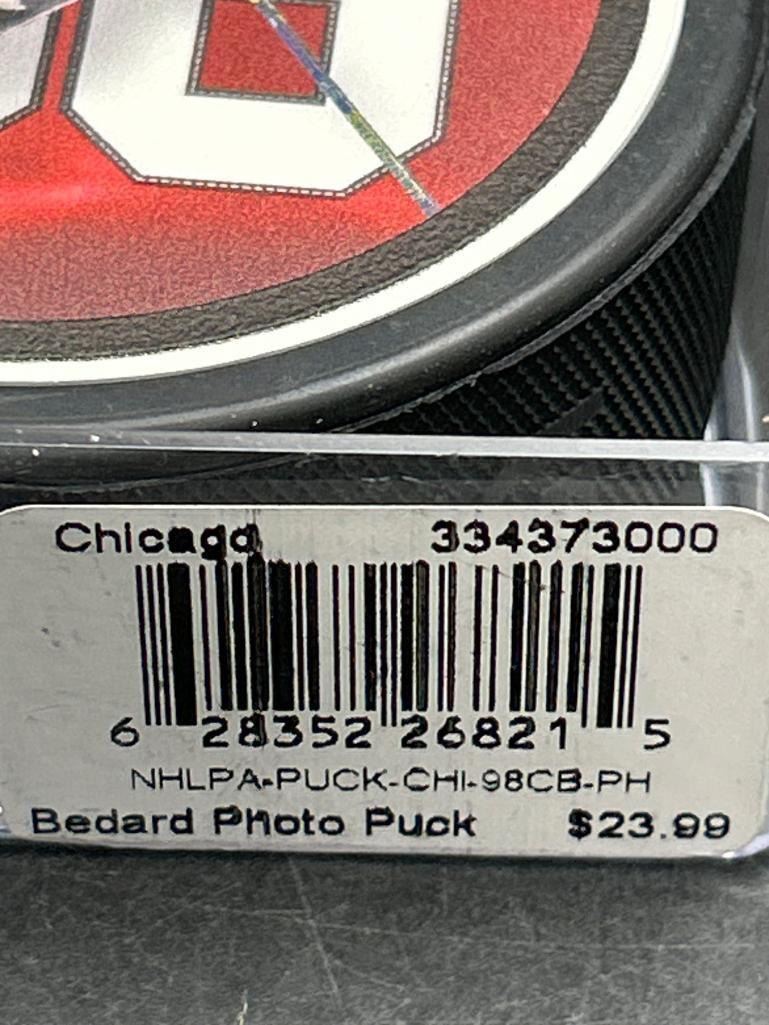 Chicago 334373000
6 28352 26821 5
NHLPA-PUCK-CHI-98CB-PH
Bedard Photo Puck $23.99